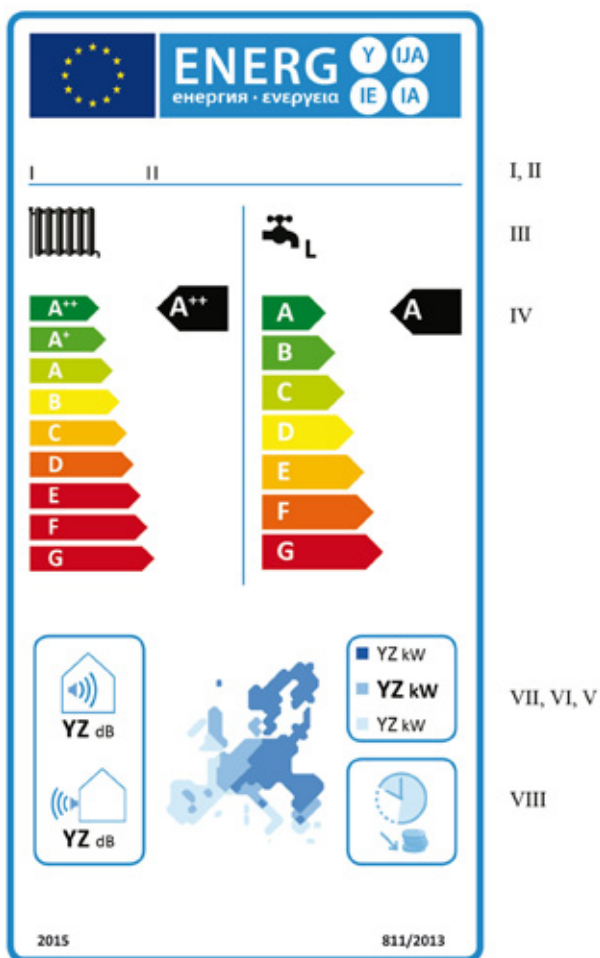 ENERG Y IJA
енергия · ενεργεια IE IA
I II I, II
III
L
A++ A++ A A IV
A+ B
A C
B D
C E
D F
E G
F
G
YZ kW
YZ kW VII, VI, V
YZ dB YZ kW
VIII
YZ dB
2015 811/2013